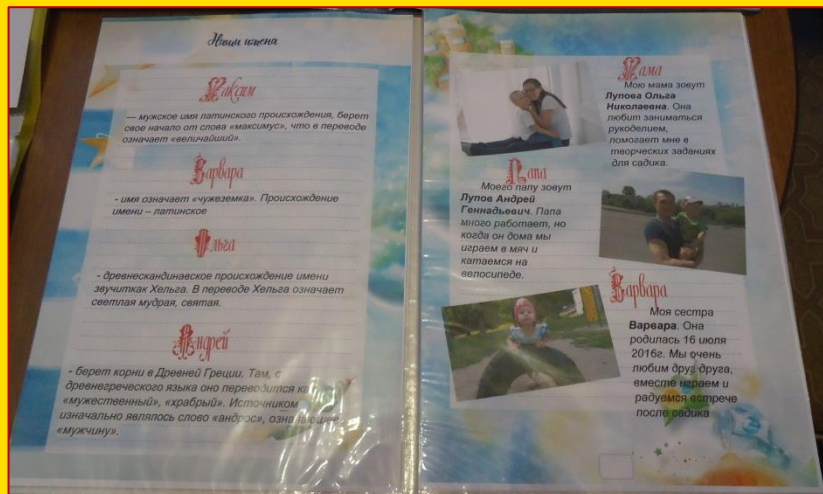 Наши имена
Максим
— мужское имя латинского происхождения, берет
свое начало от слова «максимус», что в переводе
означает «величайший».
Варвара
- имя означает «чужеземка». Происхождение
имени – латинское
Ольга
- древнескандинавское происхождение имени
звучиткак Хельга. В переводе Хельга означает
светлая мудрая, святая.
Андрей
- берет корни в Древней Греции. Там, с
древнегреческого языка оно переводится
«мужественный», «храбрый». Источником
изначально являлось слово «андрос»,
«мужчину».
Мама
Мою мама зовут
Лупова Ольга
Николаевна. Она
любит заниматься
рукоделием,
помогает мне в
творческих заданиях
для садика.
Папа
Моего папу зовут
Лупов Андрей
Геннадьевич. Папа
много работает, но
когда он дома мы
играем в мяч и
катаемся на
велосипеде.
Варвара
Моя сестра
Варвара. Она
родилась 16 июля
2016г. Мы очень
любим друг друга,
вместе играем и
радуемся встрече
после садика